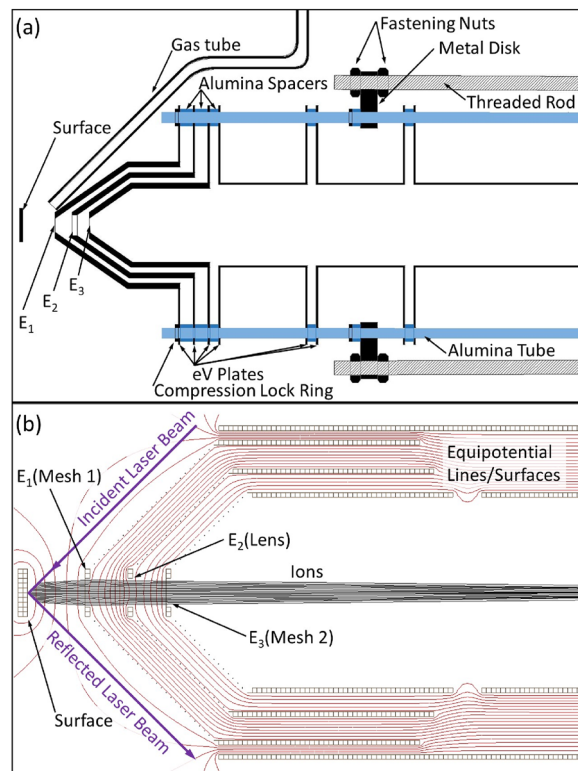 (a)
Fastening Nuts
Gas tube
Metal Disk
Alumina Spacers
Threaded Rod
Surface
E3
E2
E1
eV Plates
Alumina Tube
Compression Lock Ring
(b)
Incident Laser Beam
Equipotential
Lines/Surfaces
E1(Mesh 1)
E2(Lens)
Ions
E3(Mesh 2)
Reflected Laser Beam
Surface